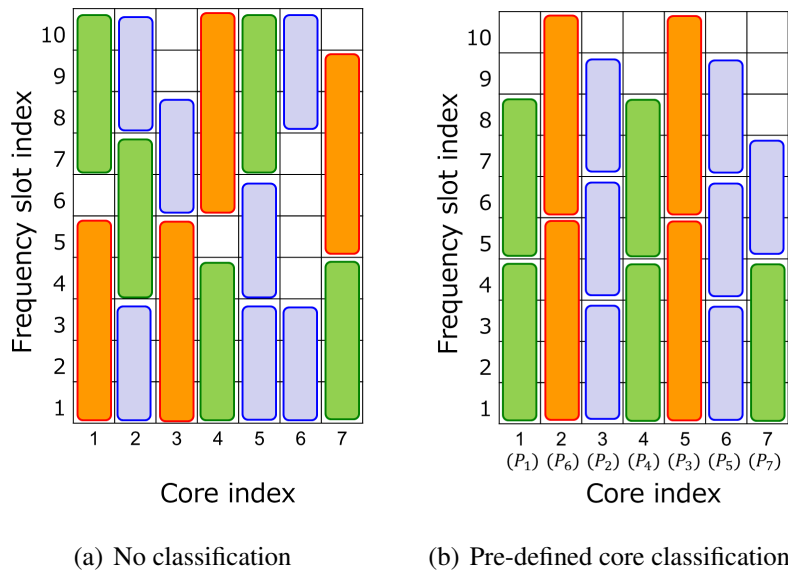 Frequency slot index
10
9
8
7
6
5
4
3
2
1
1 2 3 4 5 6 7
Core index
(a) No classification
Frequency slot index
10
9
8
7
6
5
4
3
2
1
1 2 3 4 5 6 7
(P₁) (P₆) (P₂) (P₄) (P₃) (P₅) (P₇)
Core index
(b) Pre-defined core classification